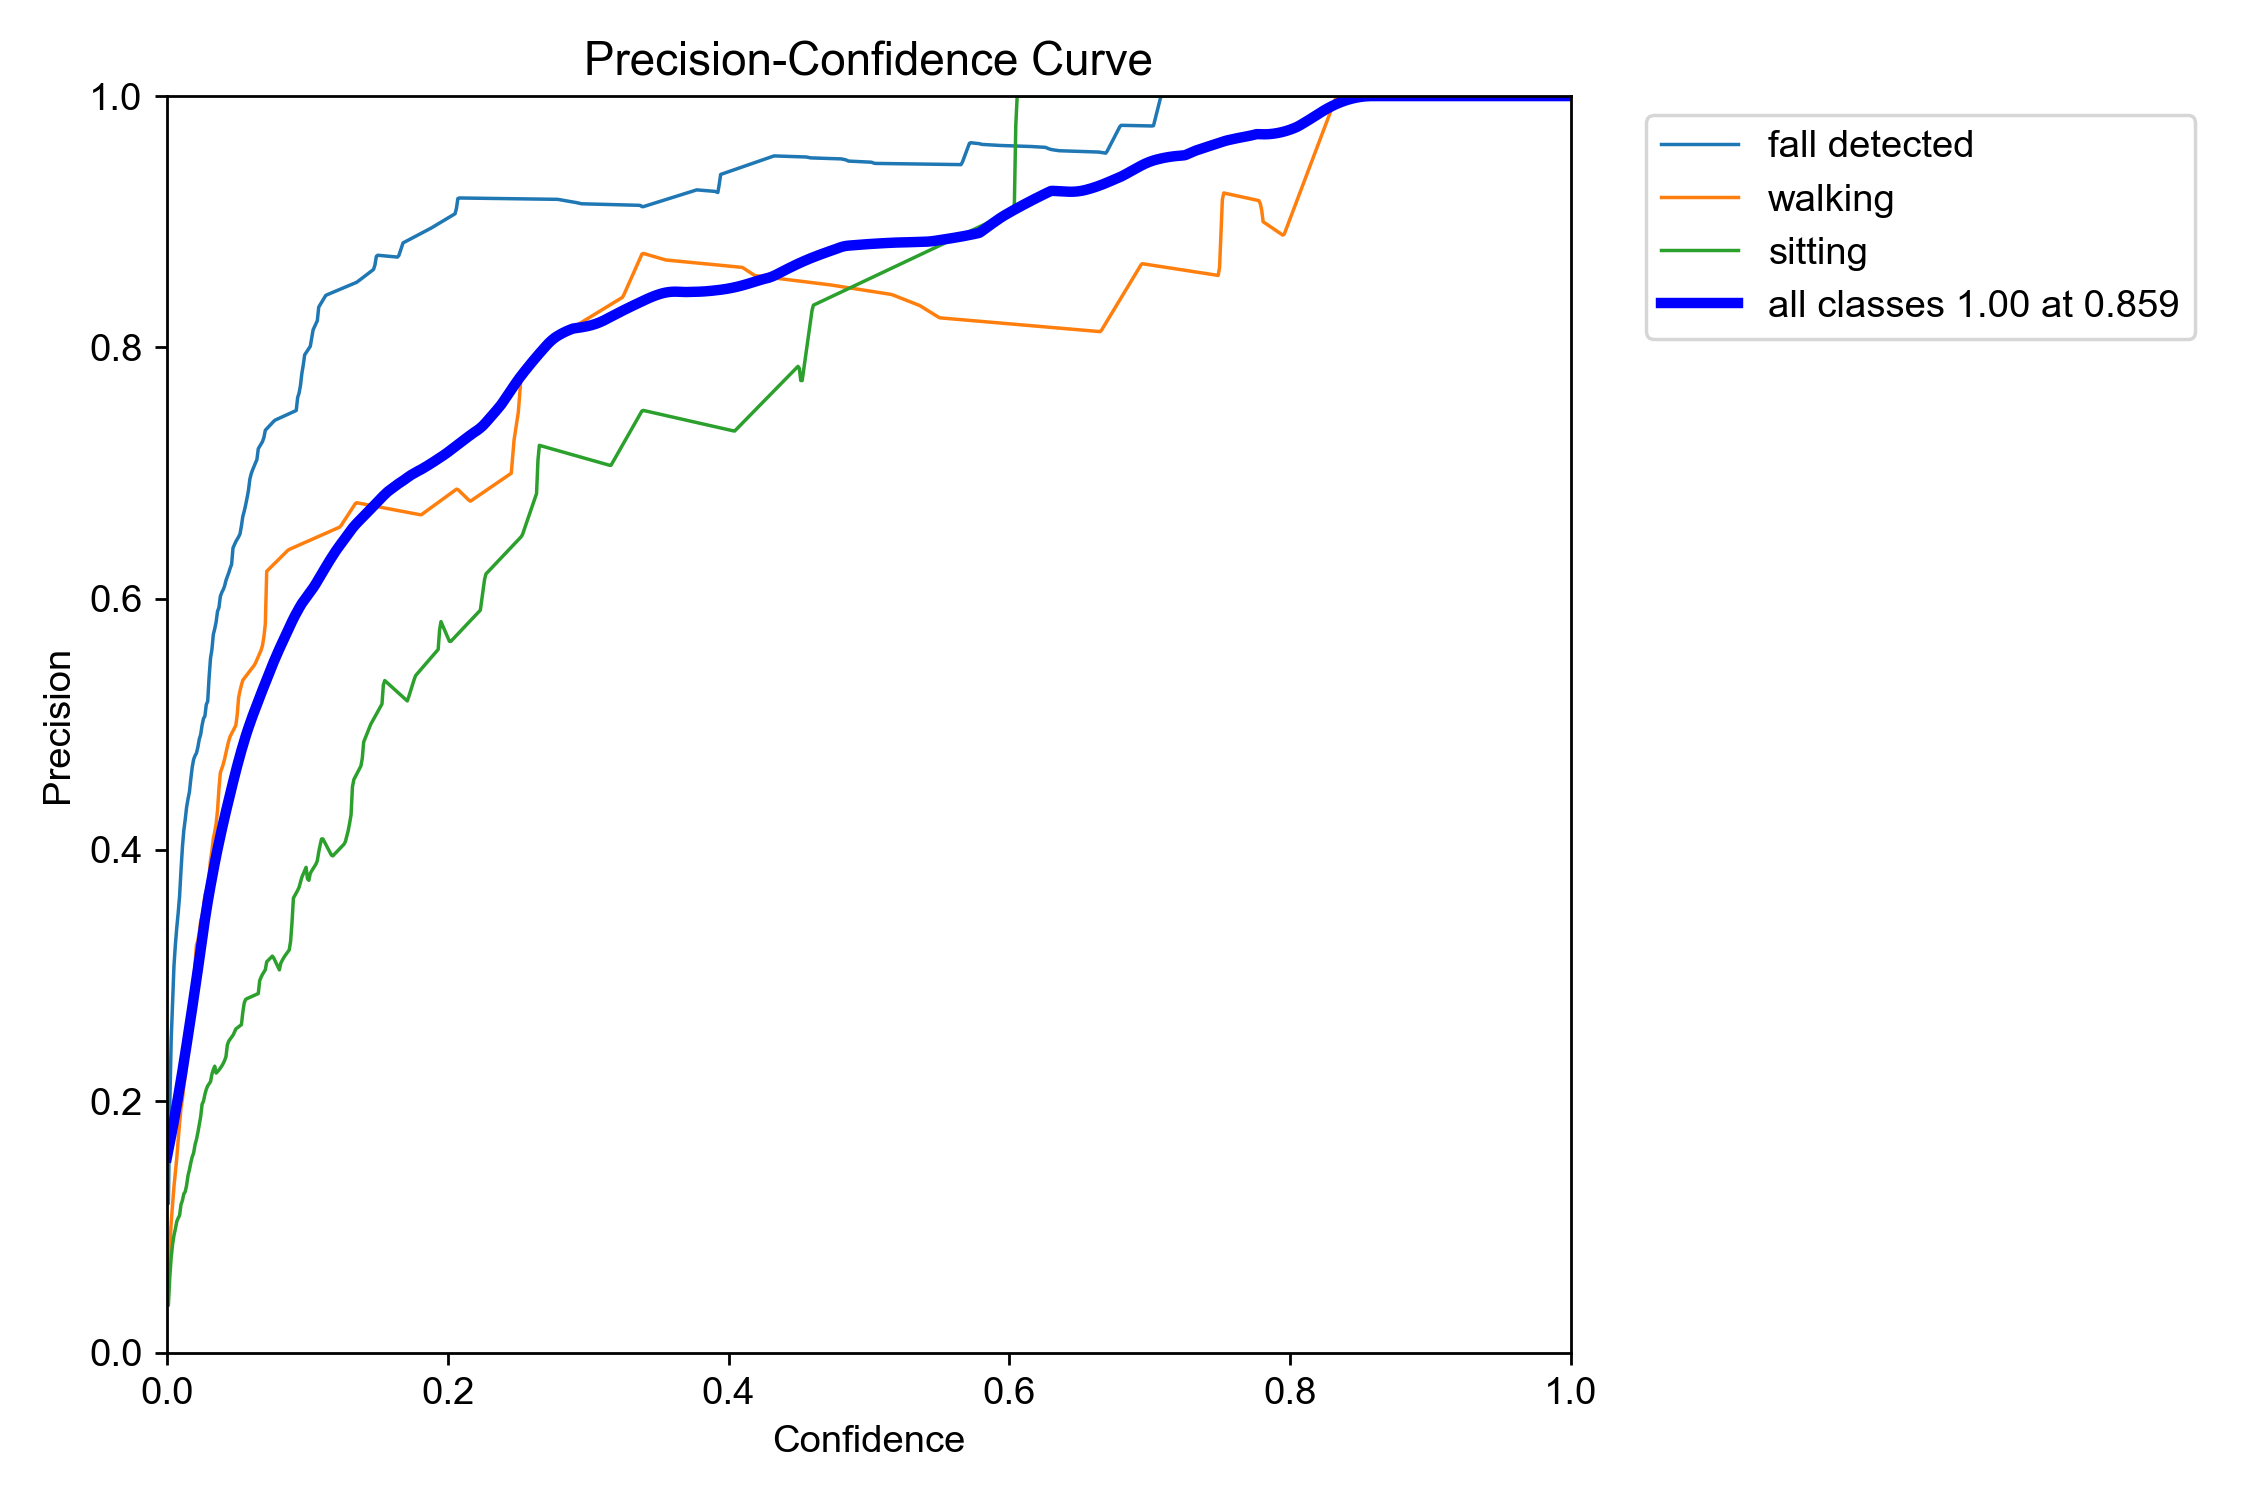 Precision-Confidence Curve
1.0
0.8
0.6
0.4
0.2
0.0
Precision
0.0 0.2 0.4 0.6 0.8 1.0
Confidence
fall detected
walking
sitting
all classes 1.00 at 0.859